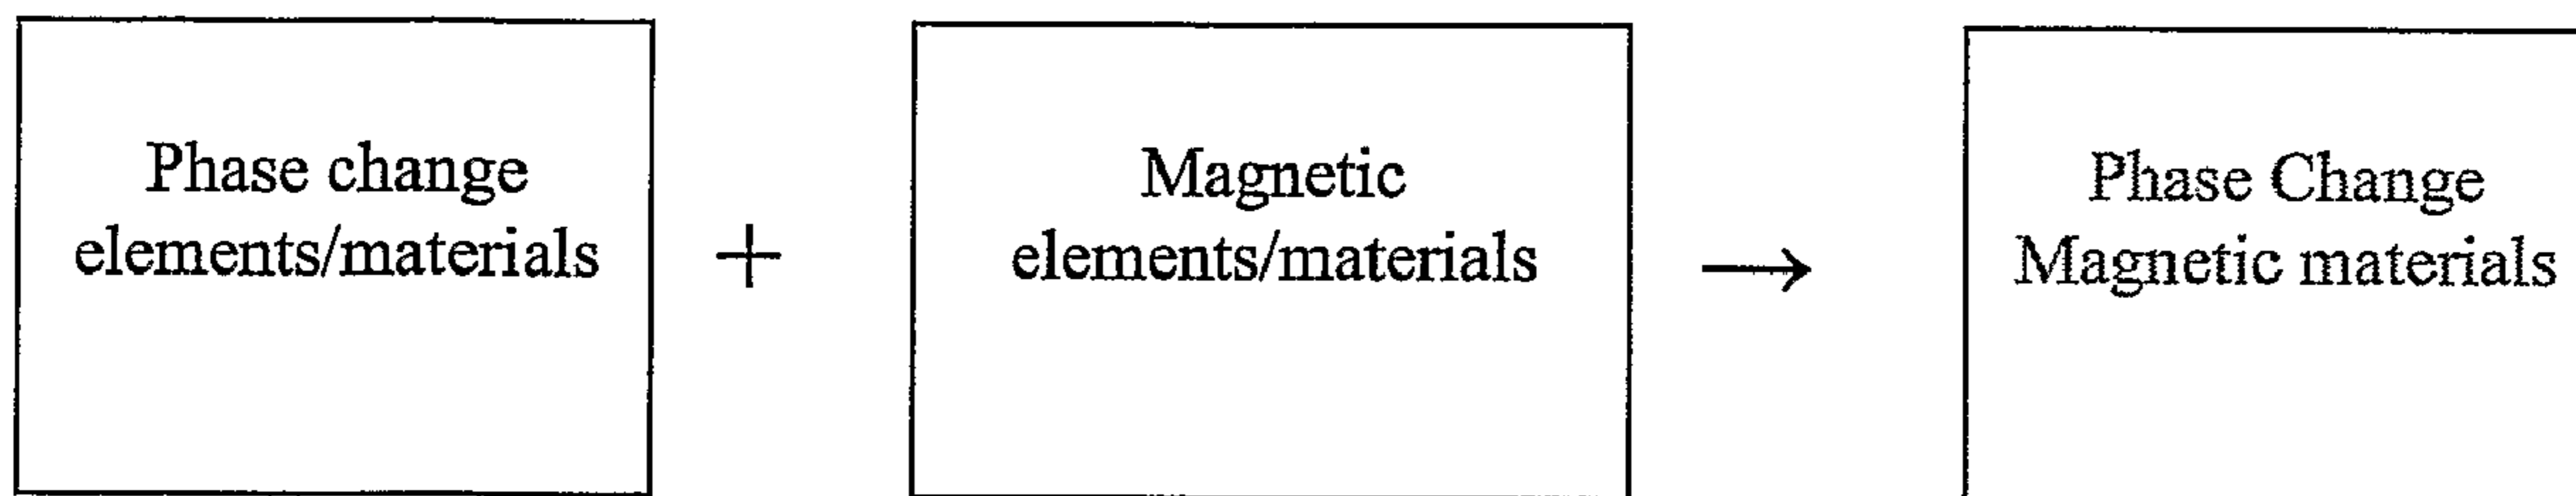 Phase change
elements/materials
+
Magnetic
elements/materials
→
Phase Change
Magnetic materials